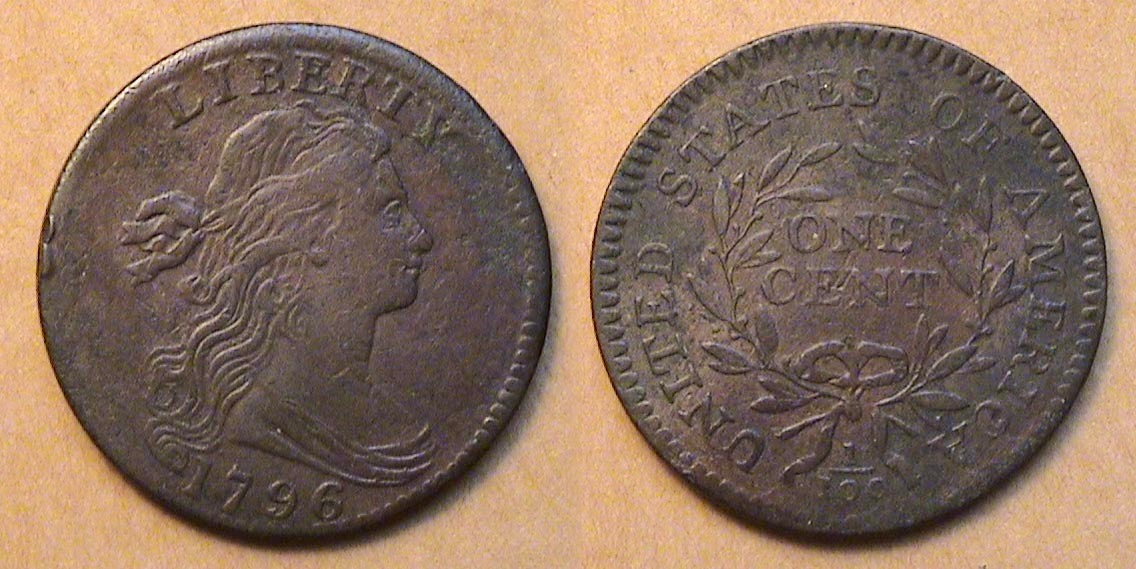 LIBERTY
1796
UNITED STATES OF AMERICA
ONE
CENT
1
100